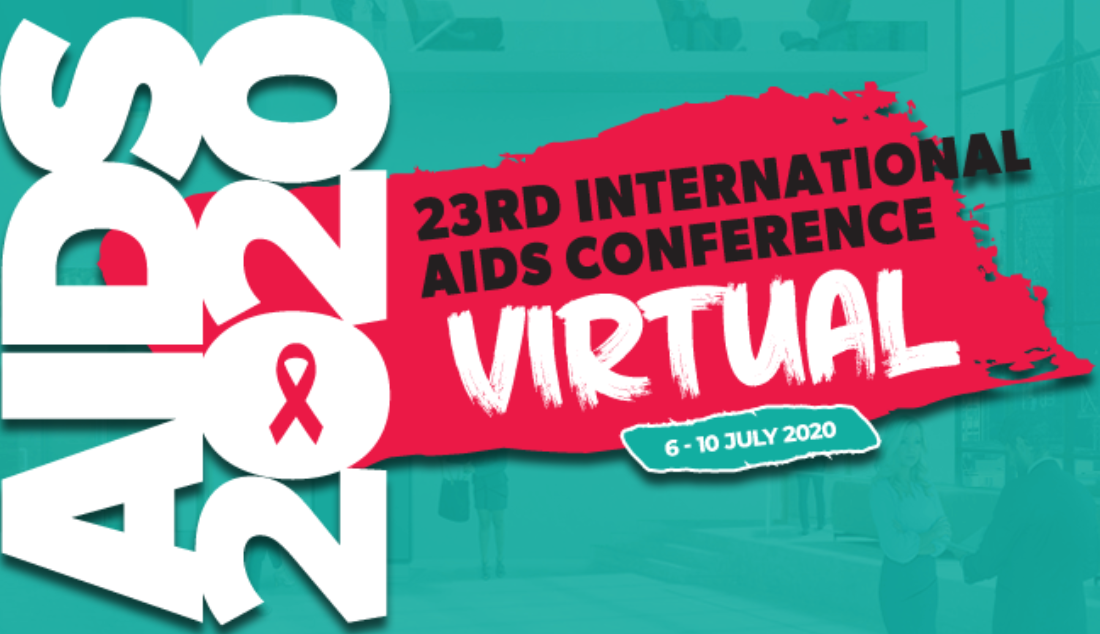 AIDS
2020
23RD INTERNATIONAL
AIDS CONFERENCE
VIRTUAL
6 - 10 JULY 2020